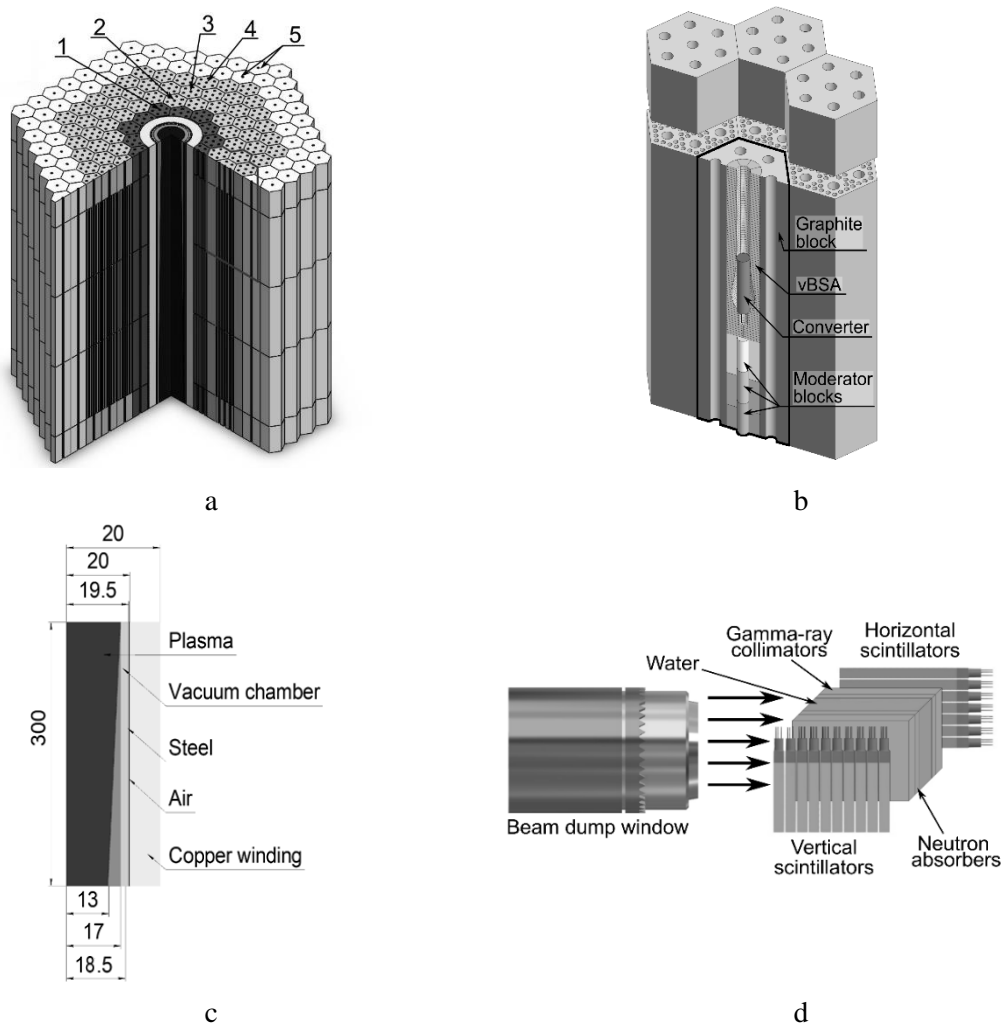 1
2
3
4
5
a
Graphite
block
vBSA
Converter
Moderator
blocks
b
20
20
19.5
300
Plasma
Vacuum chamber
Steel
Air
Copper winding
13
17
18.5
c
Gamma-ray
collimators
Horizontal
scintillators
Water
Beam dump window
Vertical
scintillators
Neutron
absorbers
d